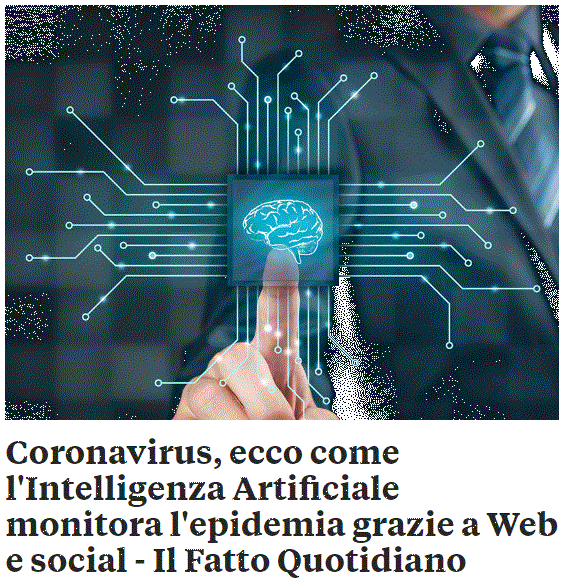 Coronavirus, ecco come
l'Intelligenza Artificiale
monitora l'epidemia grazie a Web
e social - Il Fatto Quotidiano